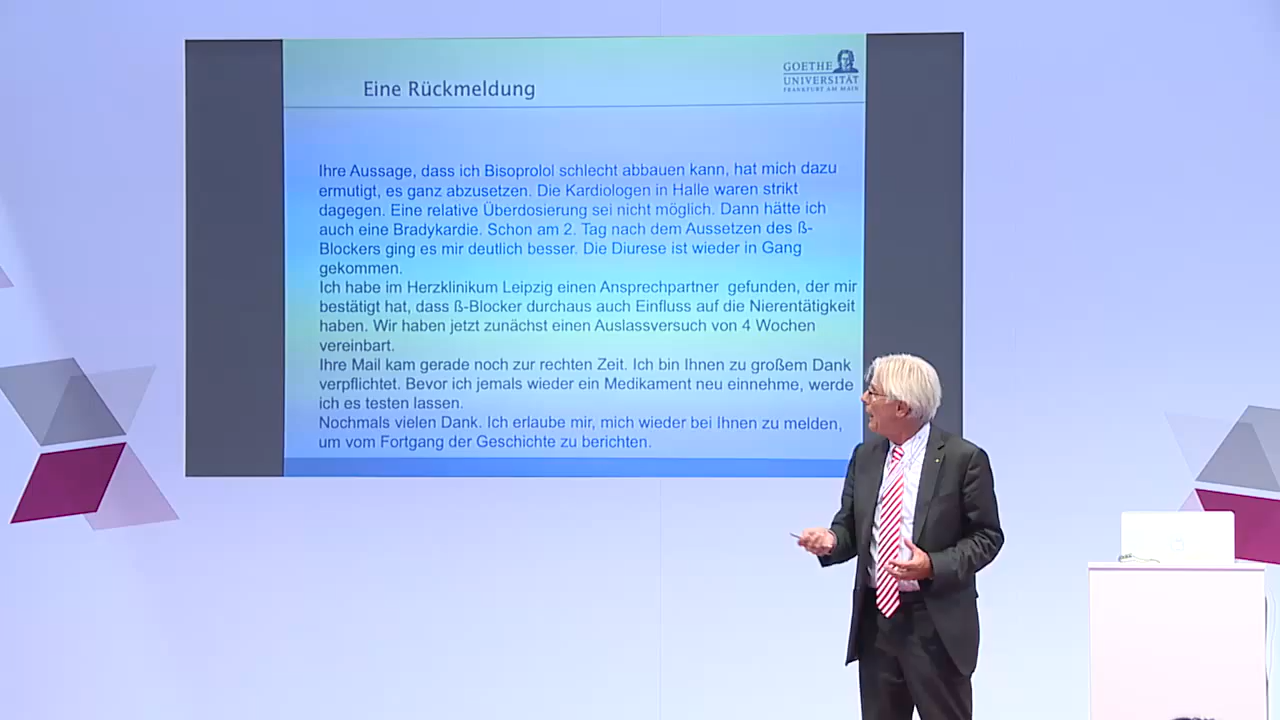 Eine Rückmeldung
GOETHE
UNIVERSITÄT
FRANKFURT AM MAIN
Ihre Aussage, dass ich Bisoprolol schlecht abbauen kann, hat mich dazu
ermutigt, es ganz abzusetzen. Die Kardiologen in Halle waren strikt
dagegen. Eine relative Überdosierung sei nicht möglich. Dann hätte ich
auch eine Bradykardie. Schon am 2. Tag nach dem Aussetzen des ß-
Blockers ging es mir deutlich besser. Die Diurese ist wieder in Gang
gekommen.
Ich habe im Herzklinikum Leipzig einen Ansprechpartner gefunden, der mir
bestätigt hat, dass ß-Blocker durchaus auch Einfluss auf die Nierentätigkeit
haben. Wir haben jetzt zunächst einen Auslassversuch von 4 Wochen
vereinbart.
Ihre Mail kam gerade noch zur rechten Zeit. Ich bin Ihnen zu großem Dank
verpflichtet. Bevor ich jemals wieder ein Medikament neu einnehme, werde
ich es testen lassen.
Nochmals vielen Dank. Ich erlaube mir, mich wieder bei Ihnen zu melden,
um vom Fortgang der Geschichte zu berichten.